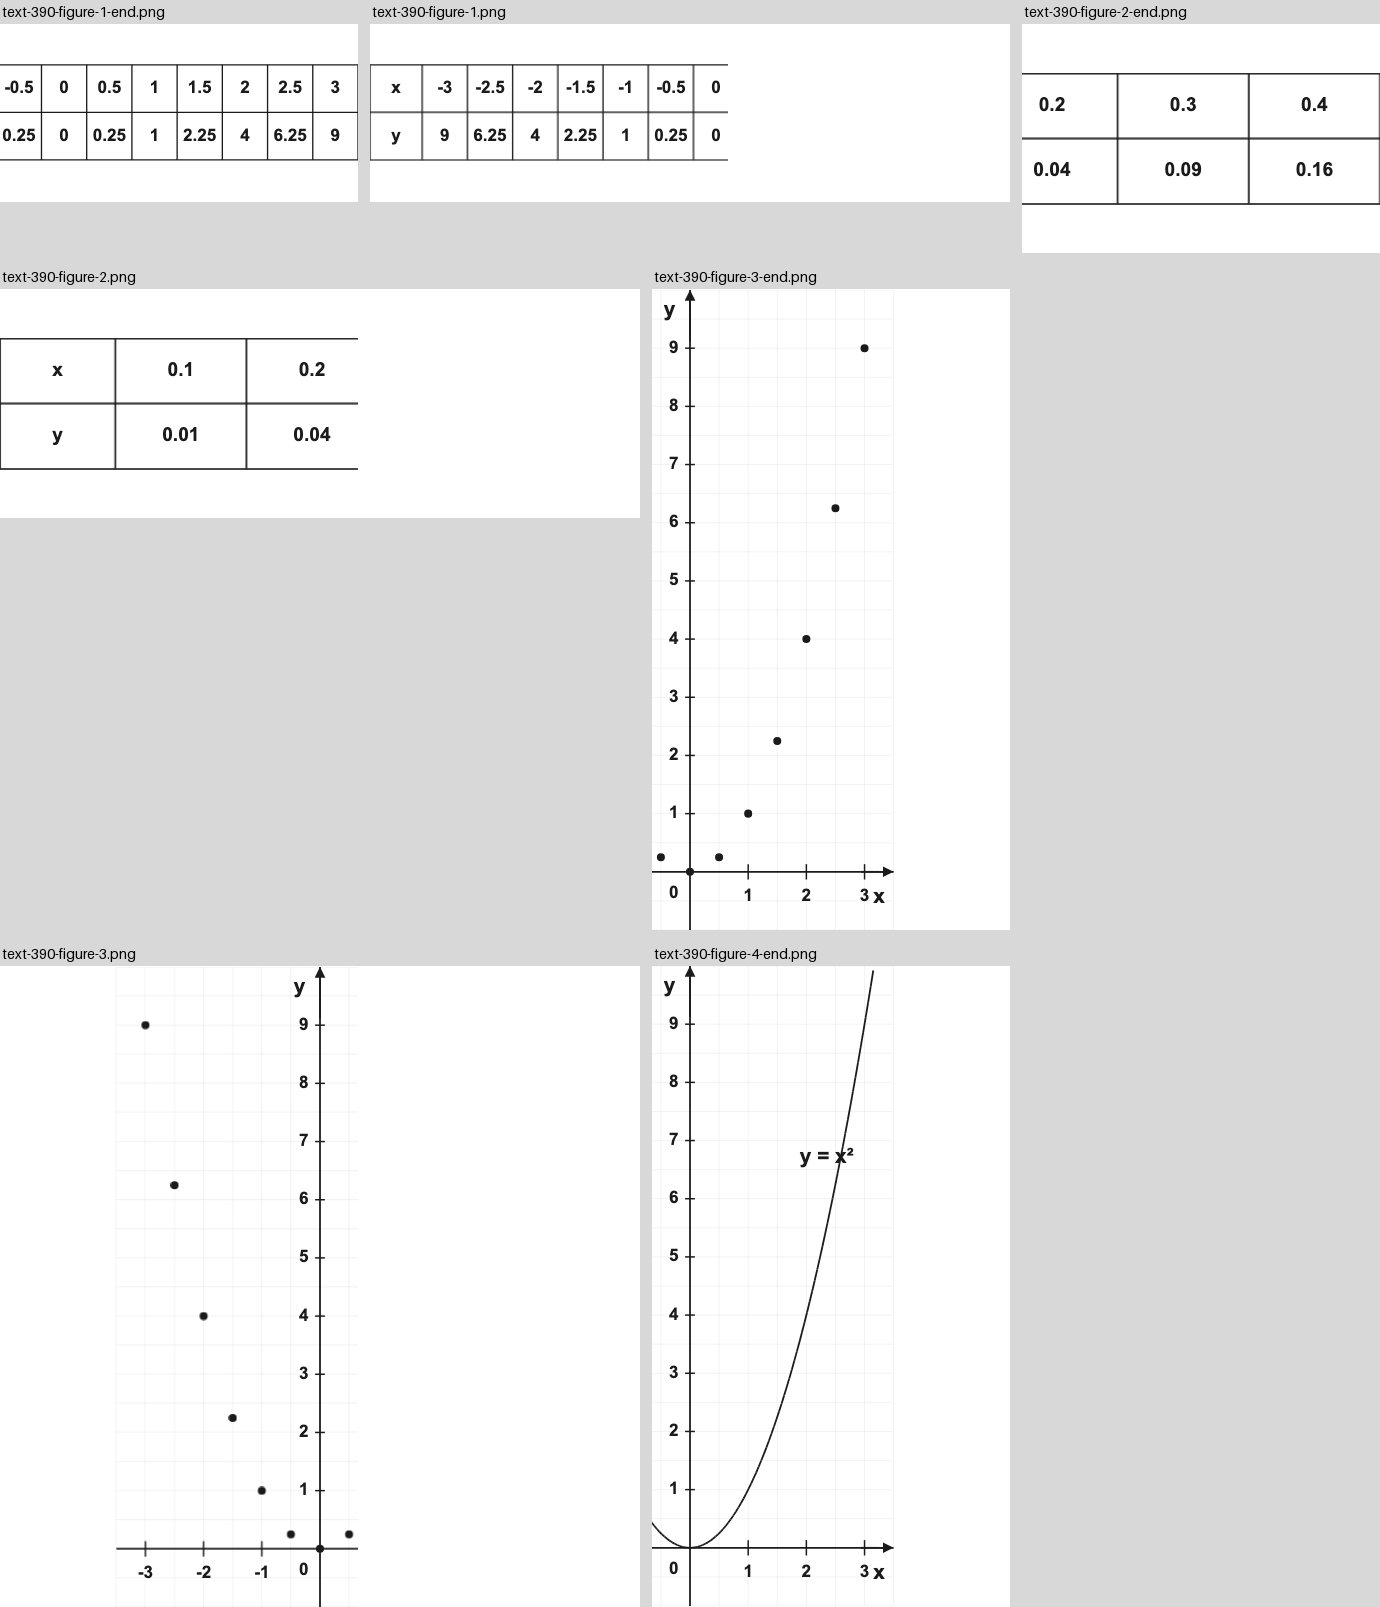 text-390-figure-1-end.png
-0.5 0 0.5 1 1.5 2 2.5 3
0.25 0 0.25 1 2.25 4 6.25 9
text-390-figure-1.png
x -3 -2.5 -2 -1.5 -1 -0.5 0
y 9 6.25 4 2.25 1 0.25 0
text-390-figure-2-end.png
0.2 0.3 0.4
0.04 0.09 0.16
text-390-figure-2.png
x 0.1 0.2
y 0.01 0.04
text-390-figure-3-end.png
y
9
8
7
6
5
4
3
2
1
0 1 2 3 x
text-390-figure-3.png
y
9
8
7
6
5
4
3
2
1
-3 -2 -1 0
text-390-figure-4-end.png
y
9
8
7
y = x²
6
5
4
3
2
1
0 1 2 3 x